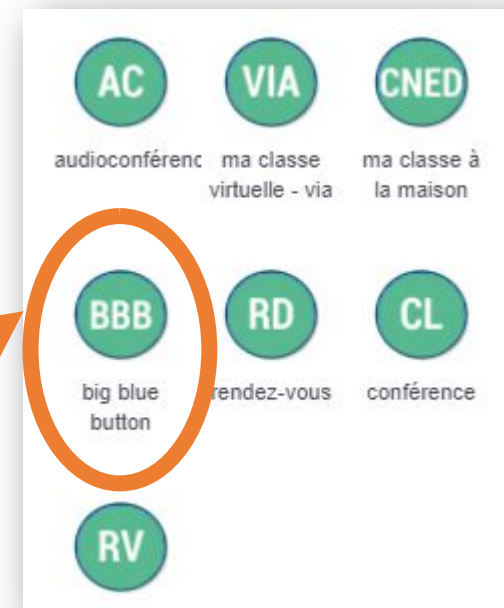 AC VIA CNED
audioconférenc ma classe ma classe à
virtuelle - via la maison
BBB RD CL
big blue rendez-vous conférence
button
RV